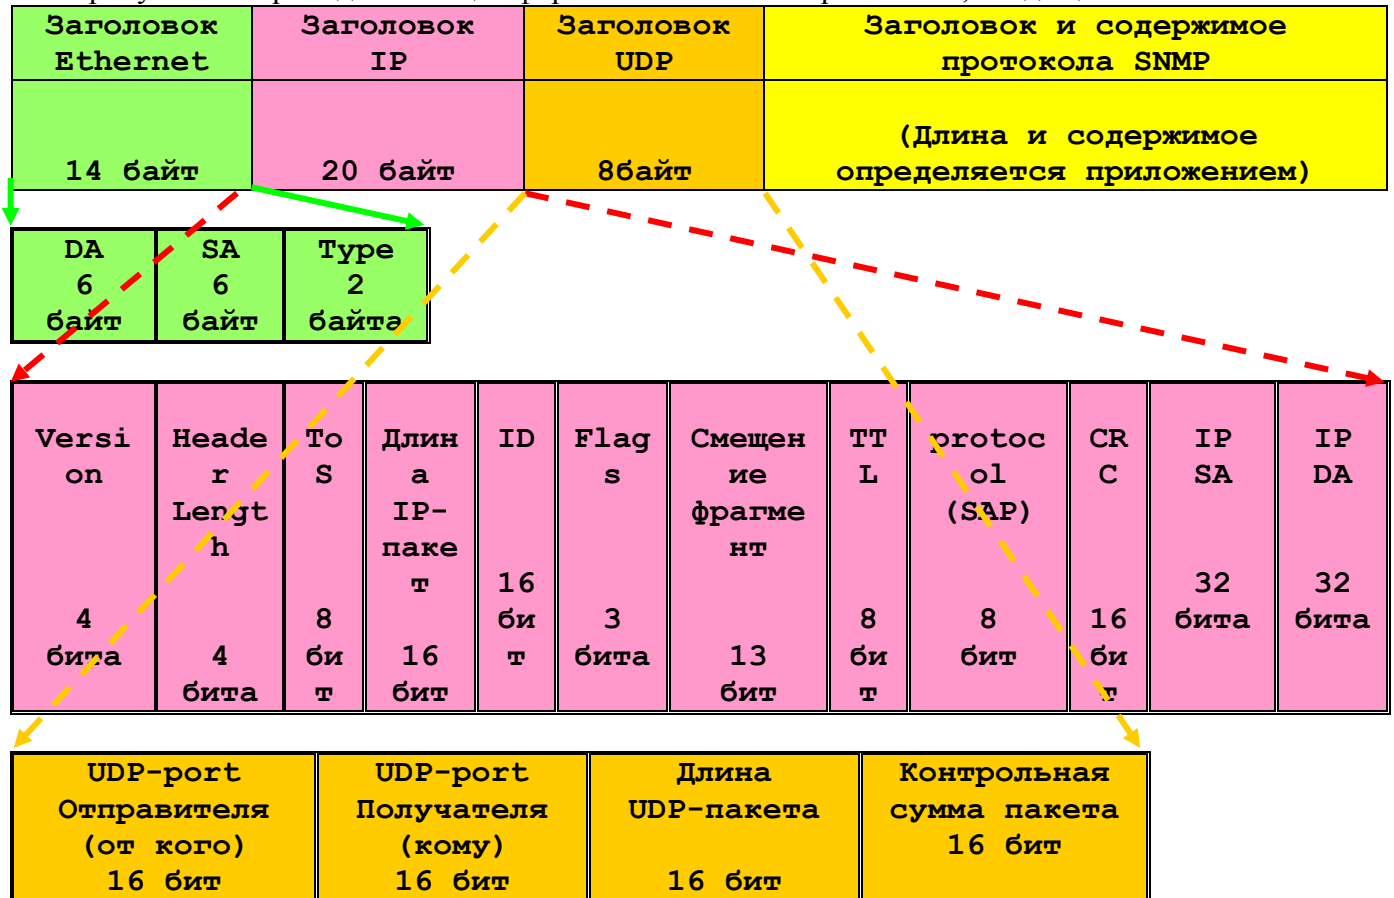 Заголовок
Ethernet
Заголовок
IP
Заголовок
UDP
Заголовок и содержимое
протокола SNMP
14 байт
20 байт
8байт
(Длина и содержимое
определяется приложением)
DA
6
байт
SA
6
байт
Type
2
байта
Versi
on
4
бита
Heade
r
Lengt
h
4
бита
To
S
8
би
т
Длин
а
IP-
паке
т
16
бит
ID
16
би
т
Flag
s
3
бита
Смещен
ие
фрагме
нт
13
бит
TT
L
8
би
т
protoc
ol
(SAP)
8
бит
CR
C
16
би
т
IP
SA
32
бита
IP
DA
32
бита
UDP-port
Отправителя
(от кого)
16 бит
UDP-port
Получателя
(кому)
16 бит
Длина
UDP-пакета
16 бит
Контрольная
сумма пакета
16 бит